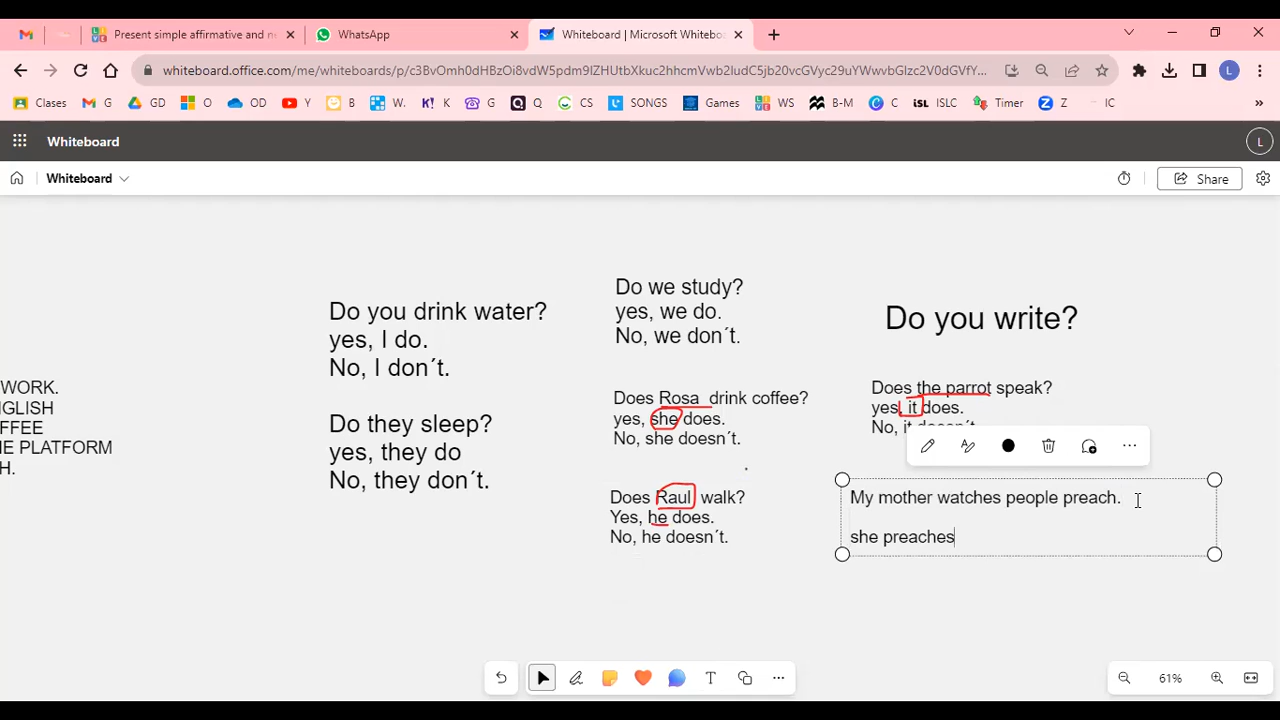 Present simple affirmative and ne
WhatsApp
Whiteboard | Microsoft Whitebo
whiteboard.office.com/me/whiteboards/p/
Clases
G
GD
O
OD
Y
B
W.
K
G
Q
CS
SONGS
Games
WS
B-M
C
ISLC
Timer
Z
IC
L
Whiteboard
L
Whiteboard
Share
WORK.
GLISH
FFEE
E PLATFORM
H.
Do you drink water?
yes, I do.
No, I don´t.
Do they sleep?
yes, they do
No, they don´t.
Do we study?
yes, we do.
No, we don´t.
Does Rosa drink coffee?
yes, she does.
No, she doesn´t.
Does Raul walk?
Yes, he does.
No, he doesn´t.
Do you write?
Does the parrot speak?
yes, it does.
No, it doesn´t.
My mother watches people preach.
she preaches
61%